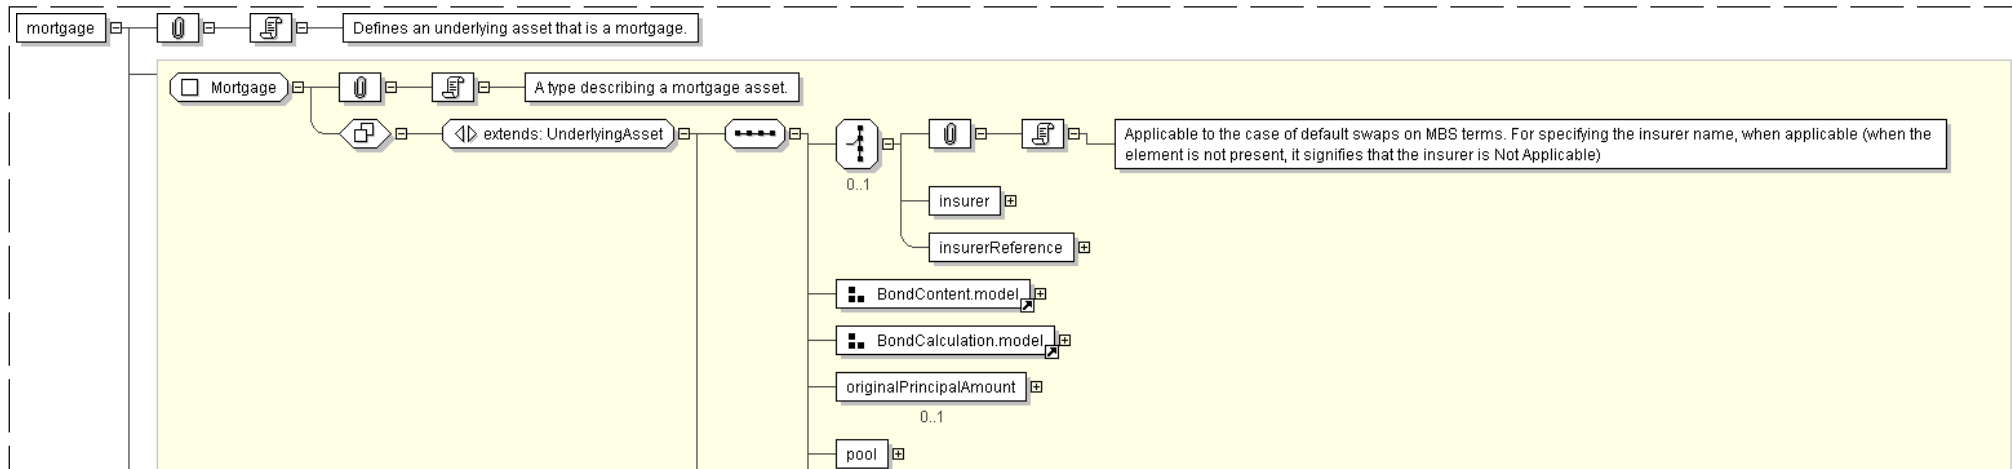 mortgage
Defines an underlying asset that is a mortgage.
Mortgage
A type describing a mortgage asset.
extends: UnderlyingAsset
Applicable to the case of default swaps on MBS terms. For specifying the insurer name, when applicable (when the
element is not present, it signifies that the insurer is Not Applicable)
0..1
insurer
insurerReference
BondContent.model
BondCalculation.model
originalPrincipalAmount
0..1
pool